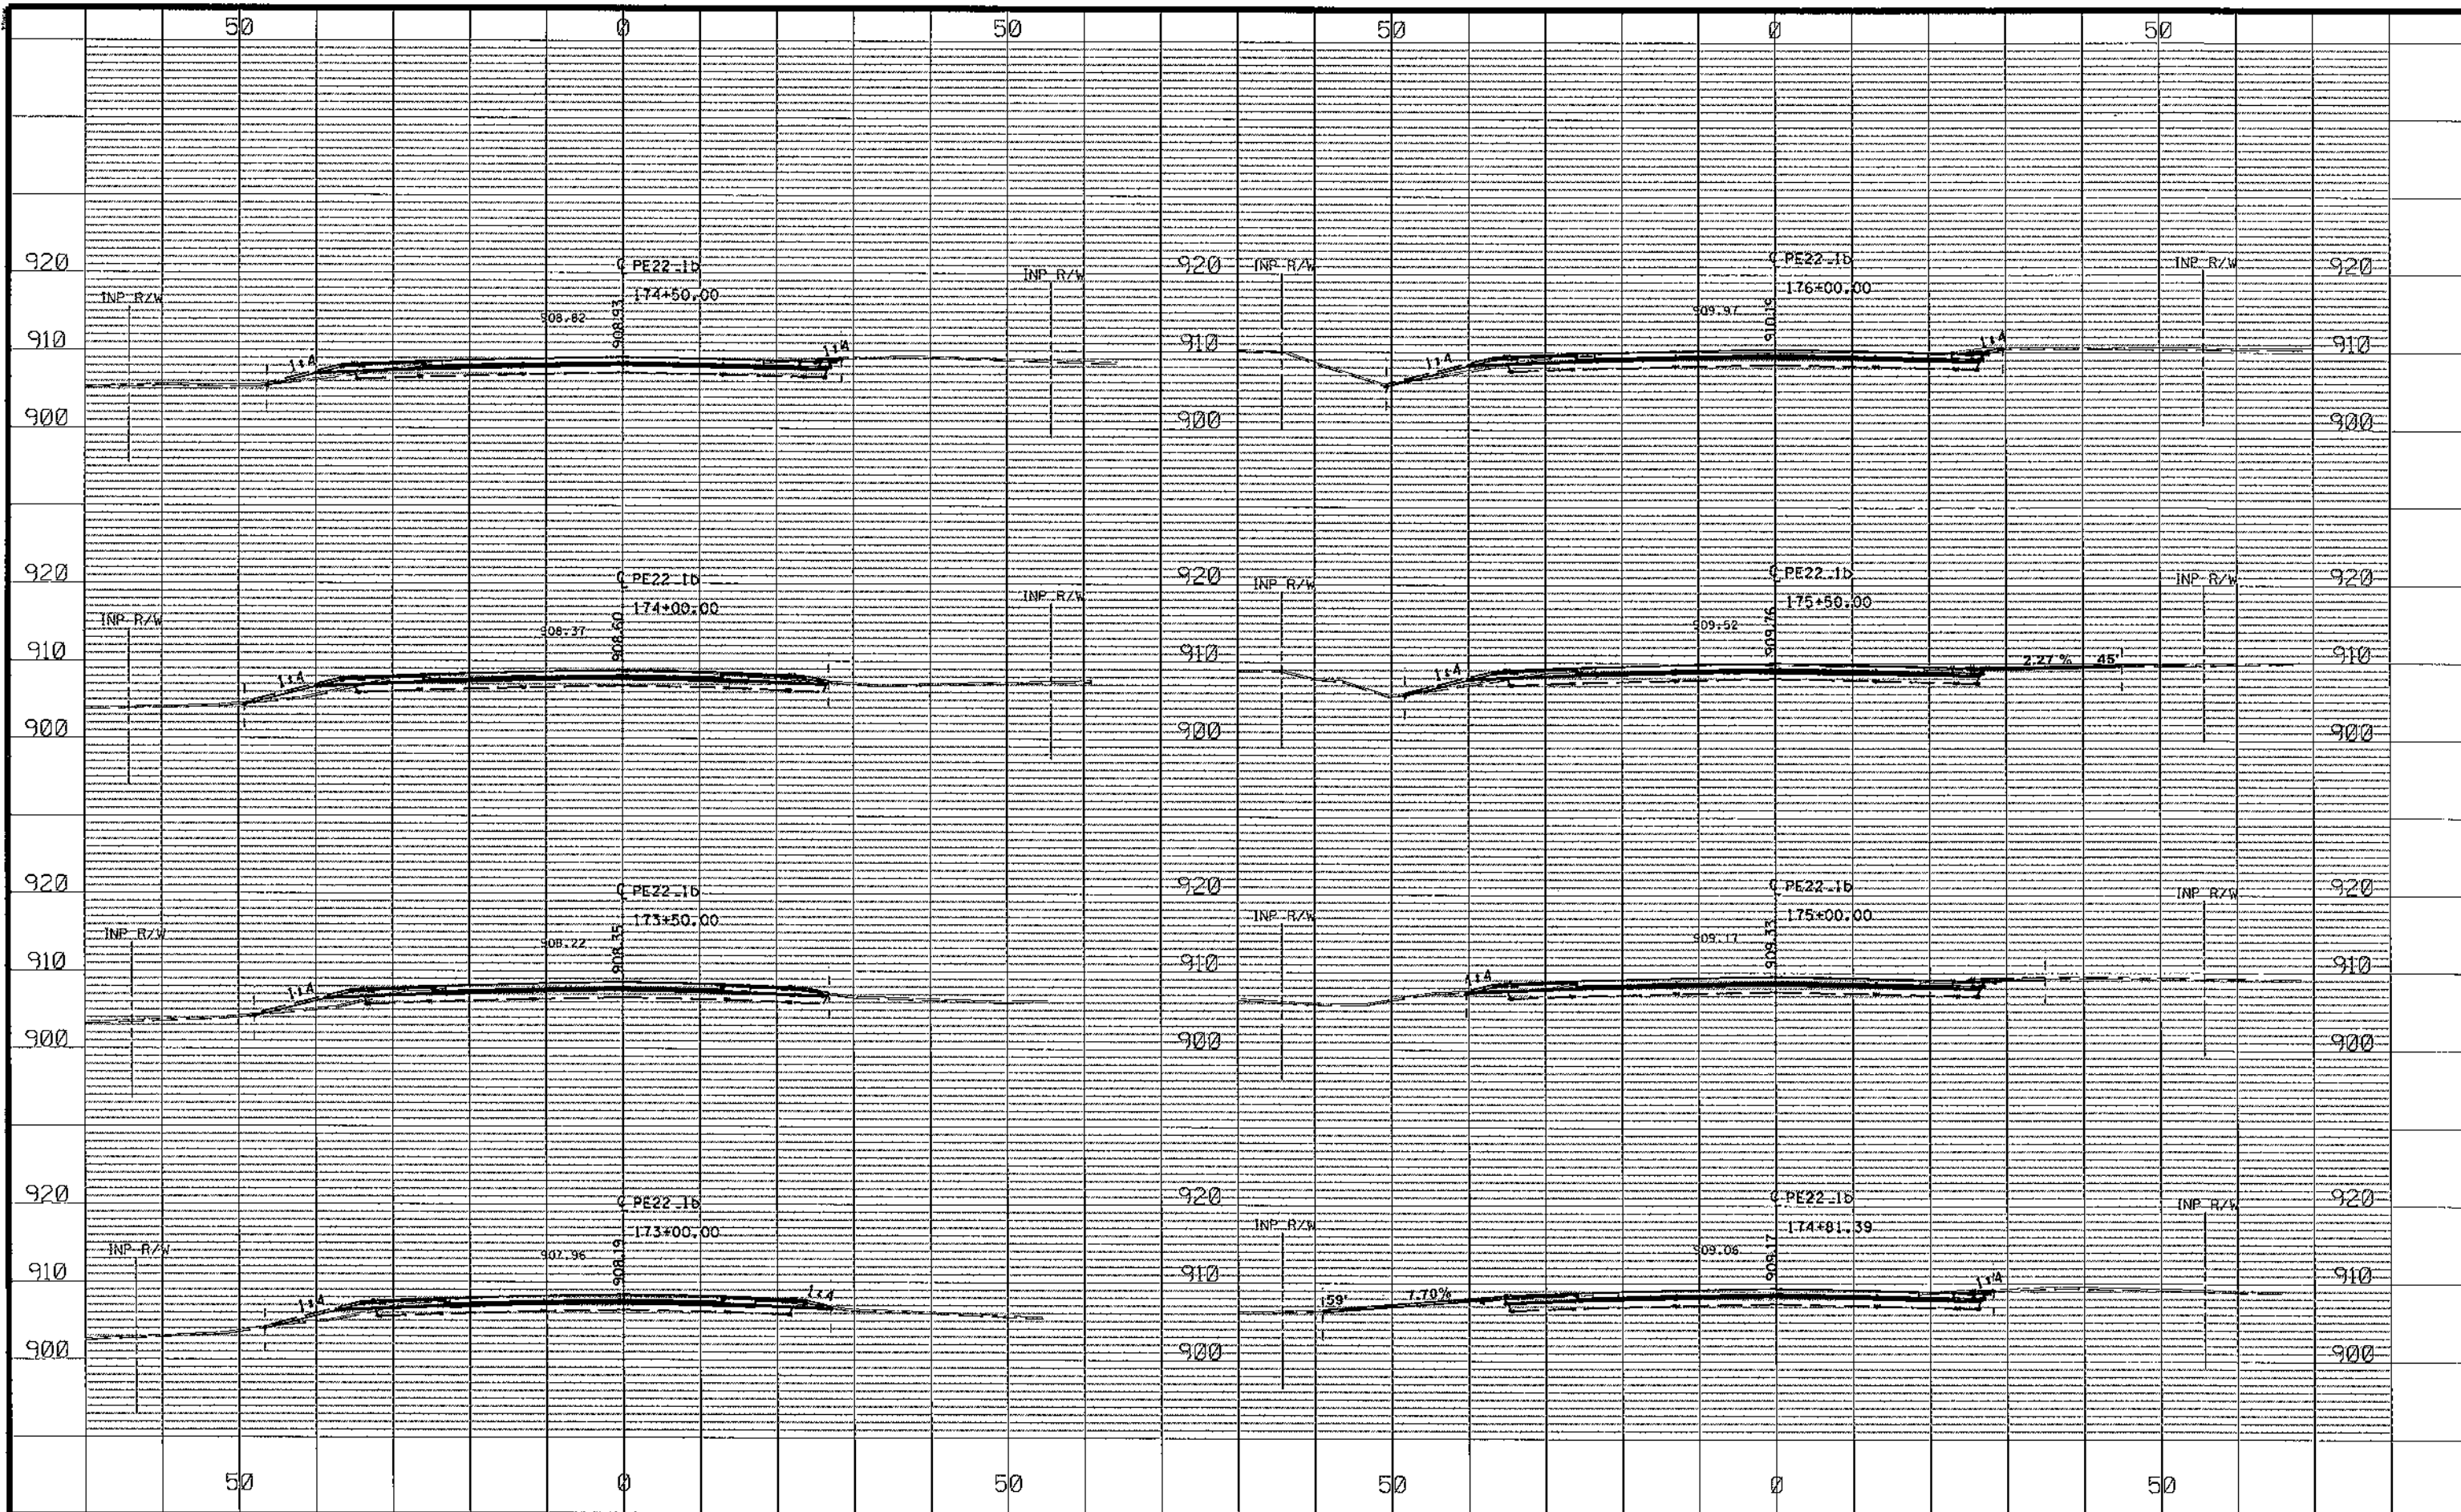 50 0 50 50 0 50
920 920 920
INP R/W
℄ PE22_1b
174+50.00
908.82
908.93
INP R/W
1:4
1:4
910 910 910
900 900 900
INP R/W
℄ PE22_1b
176+00.00
909.97
910.19
INP R/W
1:4
1:4
920 920 920
INP R/W
℄ PE22_1b
174+00.00
908.37
908.60
INP R/W
1:4
910 910 910
900 900 900
INP R/W
℄ PE22_1b
175+50.00
909.52
909.76
INP R/W
1:4
2.27 % 45'
920 920 920
INP R/W
℄ PE22_1b
173+50.00
908.22
908.35
1:4
910 910 910
900 900 900
INP R/W
℄ PE22_1b
175+00.00
909.17
909.33
INP R/W
1:4
1:4
920 920 920
INP R/W
℄ PE22_1b
173+00.00
907.96
908.19
1:4
1:4
910 910 910
900 900 900
INP R/W
℄ PE22_1b
174+81.39
909.06
909.17
INP R/W
59' 7.70%
1:4
50 0 50 50 0 50